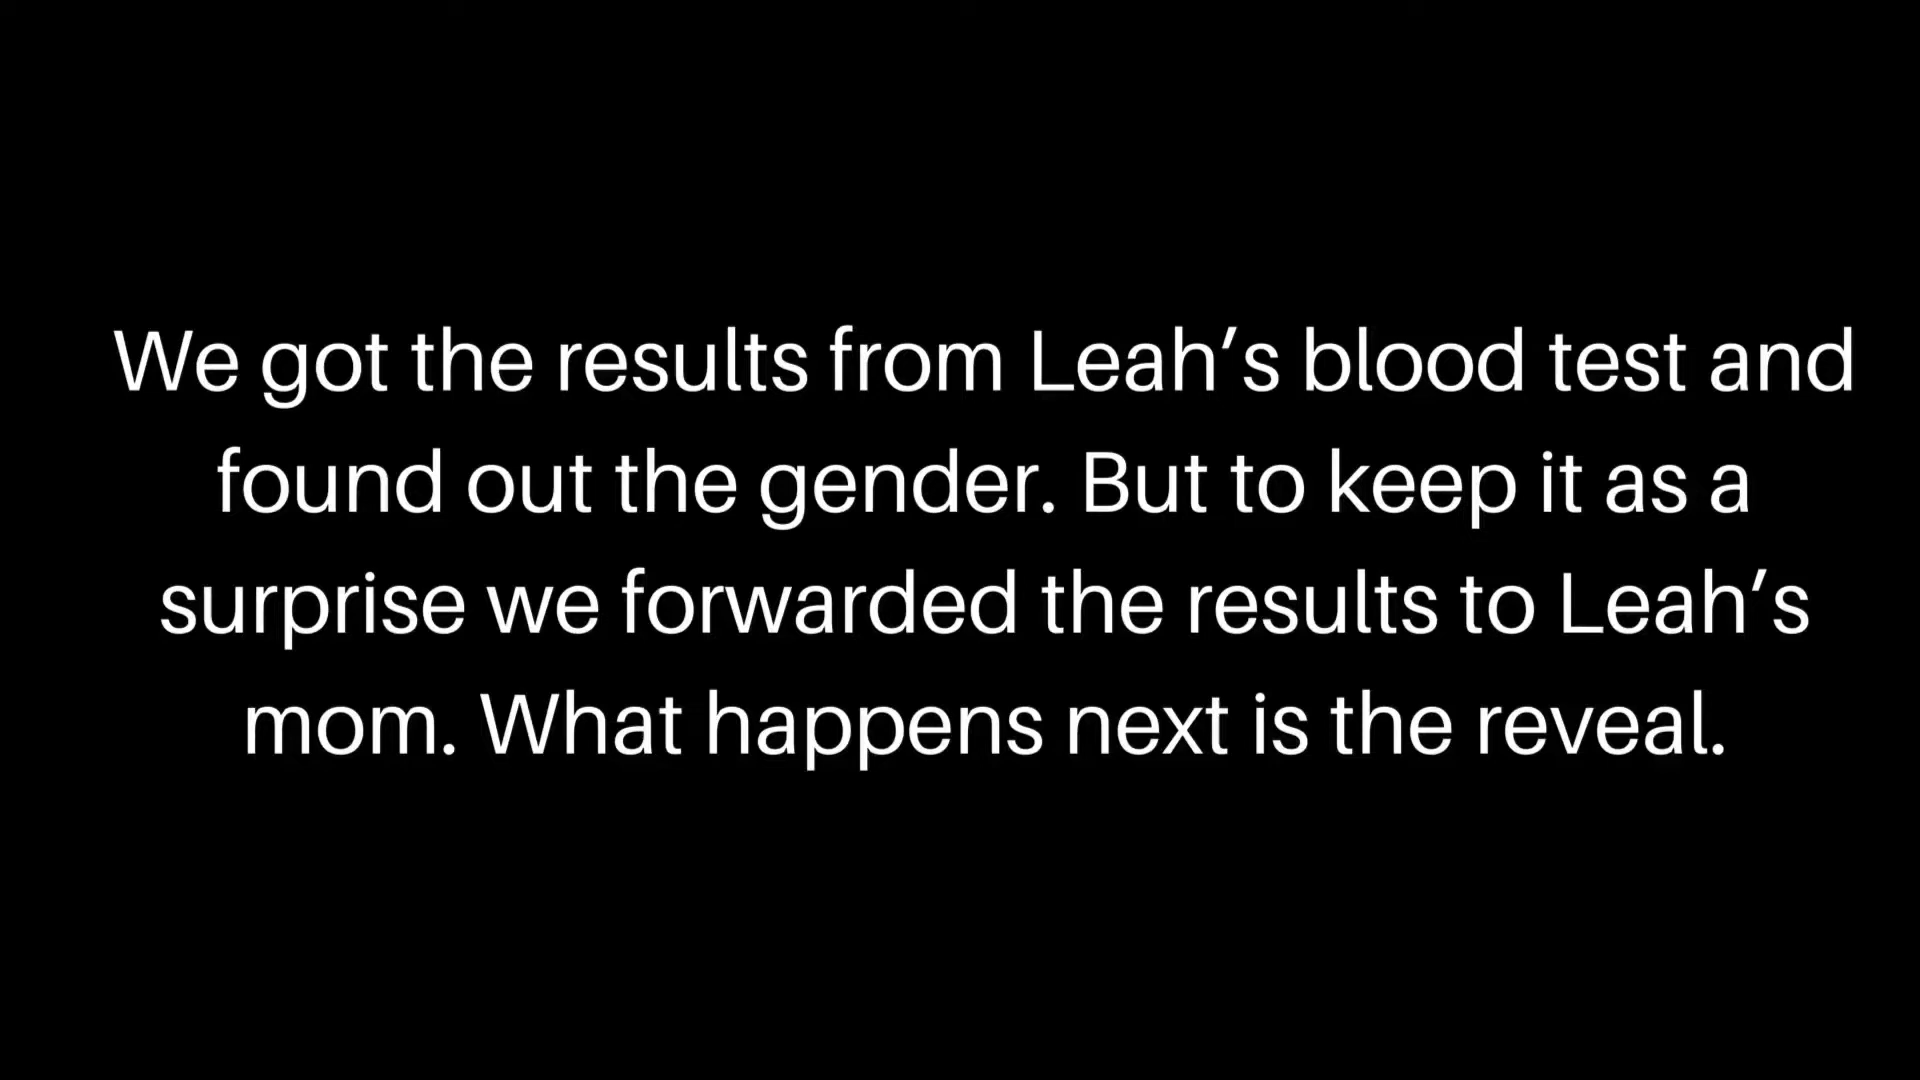 We got the results from Leah’s blood test and
found out the gender. But to keep it as a
surprise we forwarded the results to Leah’s
mom. What happens next is the reveal.